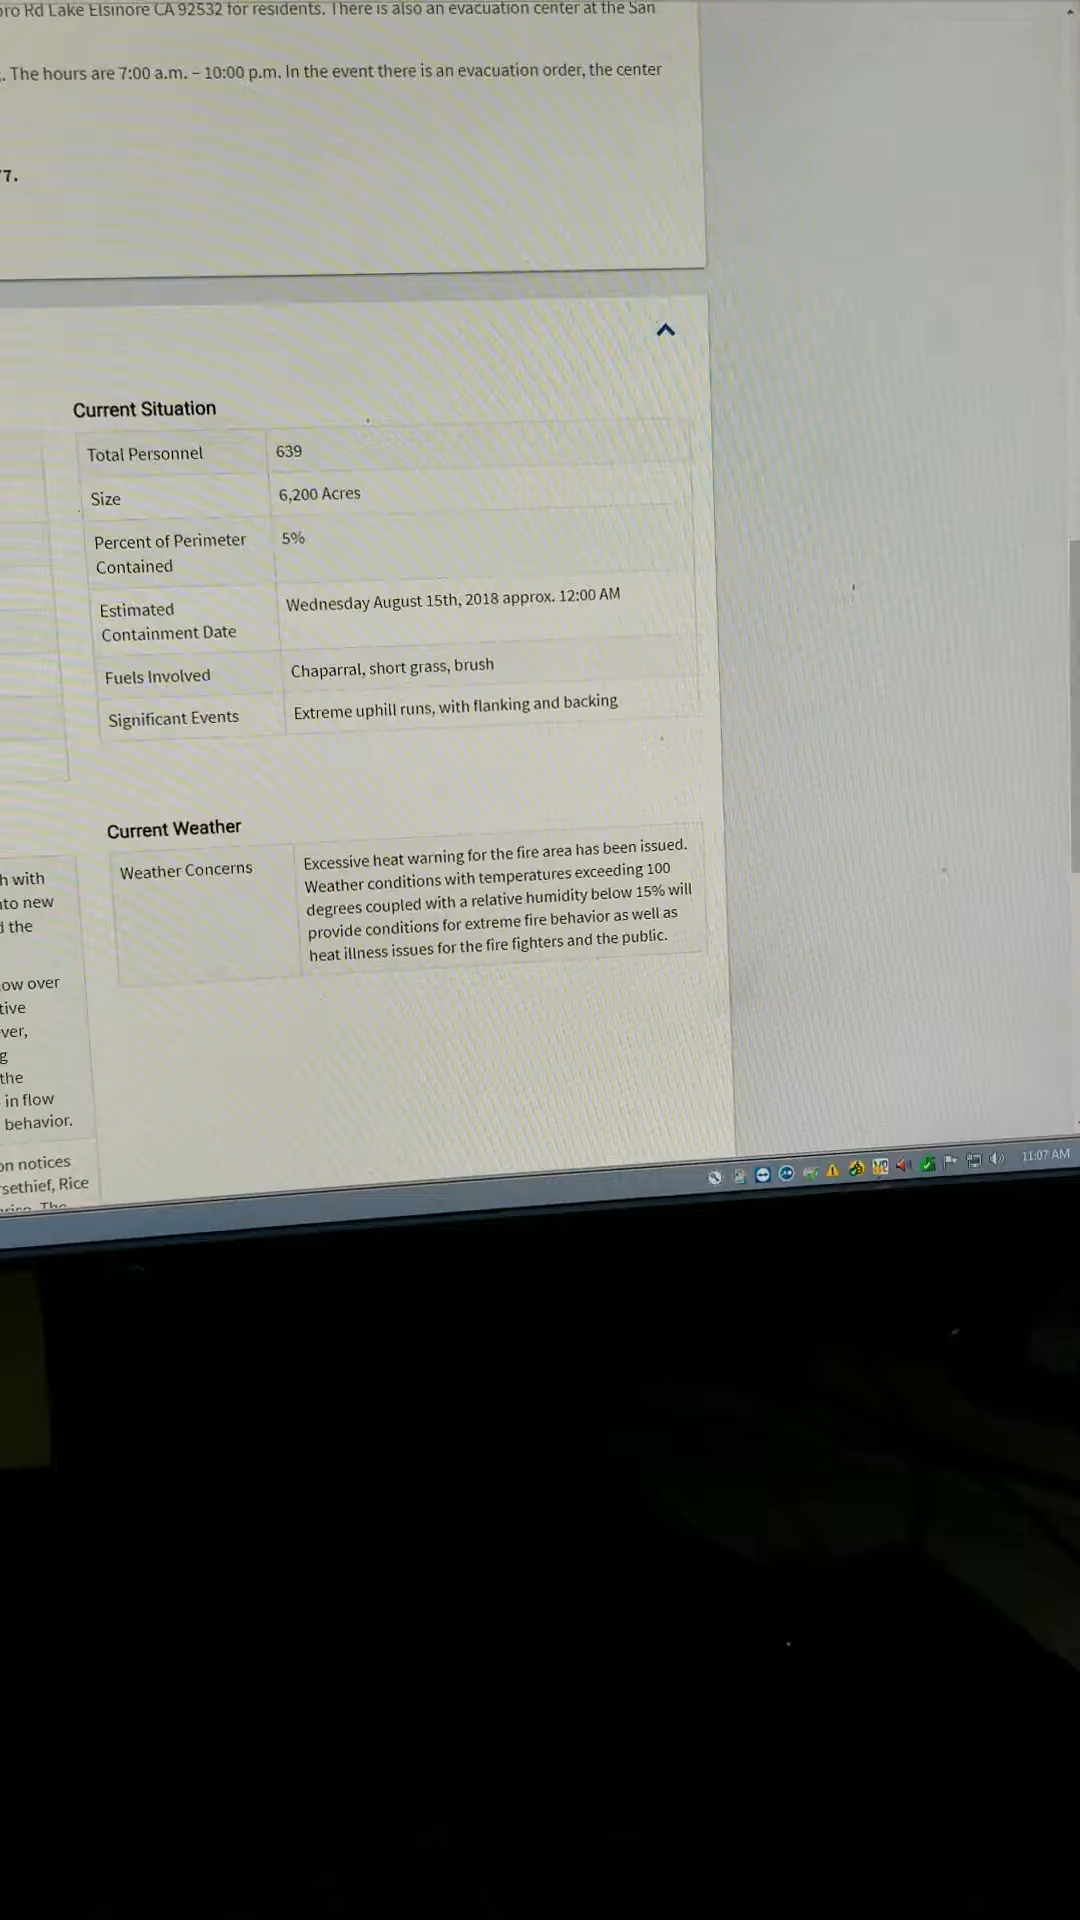 Rd Lake Elsinore CA 92532 for residents. There is also an evacuation center at the San
. The hours are 7:00 a.m. – 10:00 p.m. In the event there is an evacuation order, the center
7.
Current Situation
Total Personnel 639
Size 6,200 Acres
Percent of Perimeter Contained 5%
Estimated Containment Date Wednesday August 15th, 2018 approx. 12:00 AM
Fuels Involved Chaparral, short grass, brush
Significant Events Extreme uphill runs, with flanking and backing
Current Weather
Weather Concerns Excessive heat warning for the fire area has been issued.
Weather conditions with temperatures exceeding 100
degrees coupled with a relative humidity below 15% will
provide conditions for extreme fire behavior as well as
heat illness issues for the fire fighters and the public.
with
new
the
over
the
in flow
behavior.
notices
Rice
11:07 AM